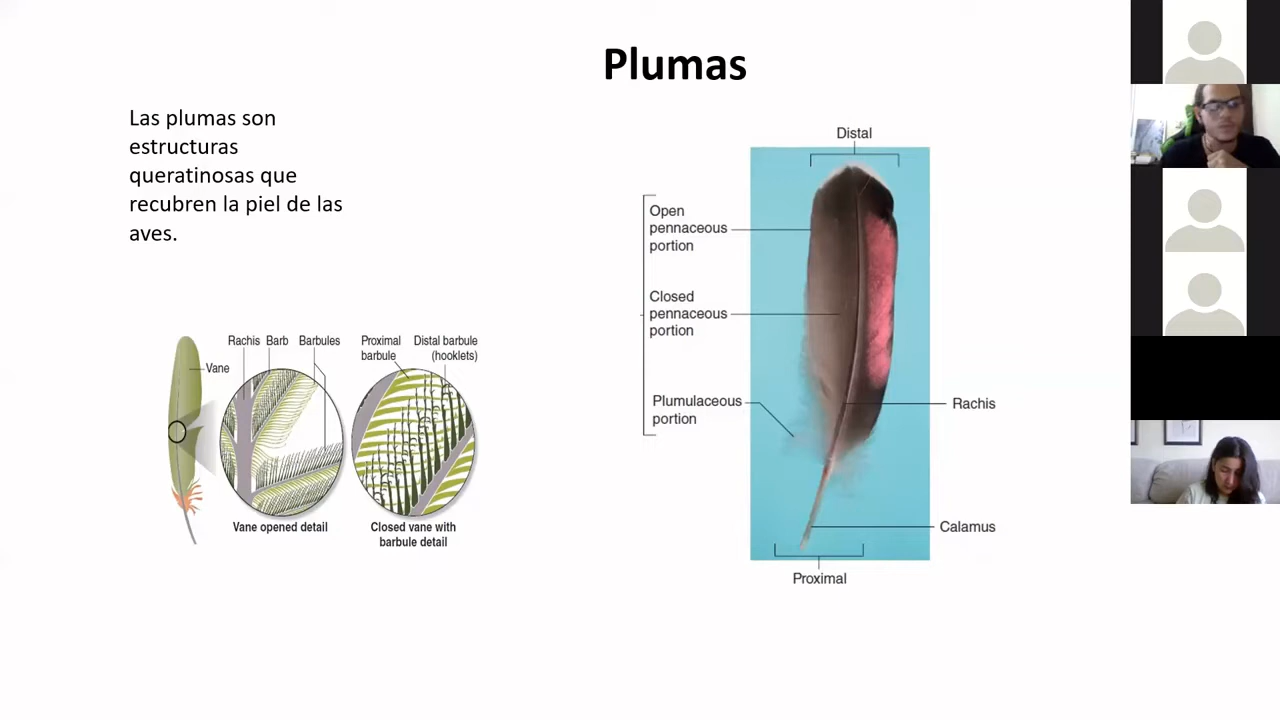 Plumas
Las plumas son
estructuras
queratinosas que
recubren la piel de las
aves.
Rachis Barb Barbules
Proximal
barbule
Distal barbule
(hooklets)
Vane
Vane opened detail
Closed vane with
barbule detail
Distal
Open
pennaceous
portion
Closed
pennaceous
portion
Plumulaceous
portion
Rachis
Calamus
Proximal